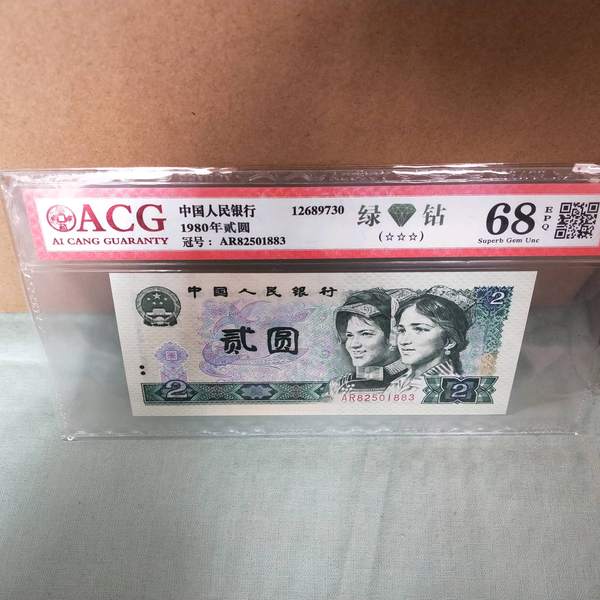 ACG
AI CANG GUARANTY
中国人民银行 12689730
1980年贰圆
冠号：AR82501883
绿 钻
(☆☆☆)
68 EPQ
Superb Gem Unc
中国人民银行
贰圆
2
2
2
AR82501883